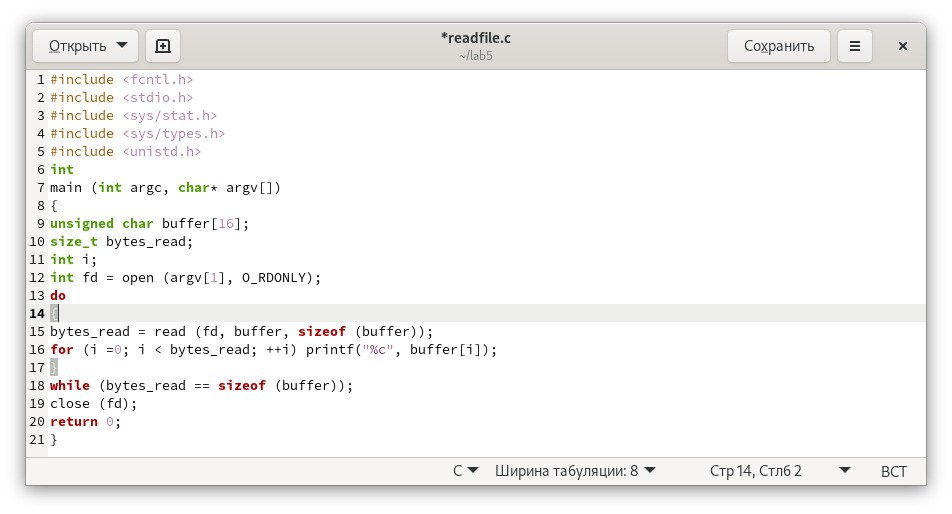 Открыть
*readfile.c
~/lab5
Сохранить
1 #include <fcntl.h>
2 #include <stdio.h>
3 #include <sys/stat.h>
4 #include <sys/types.h>
5 #include <unistd.h>
6 int
7 main (int argc, char* argv[])
8 {
9 unsigned char buffer[16];
10 size_t bytes_read;
11 int i;
12 int fd = open (argv[1], O_RDONLY);
13 do
14 {
15 bytes_read = read (fd, buffer, sizeof (buffer));
16 for (i =0; i < bytes_read; ++i) printf("%c", buffer[i]);
17 }
18 while (bytes_read == sizeof (buffer));
19 close (fd);
20 return 0;
21 }
C Ширина табуляции: 8 Стр 14, Стлб 2 ВСТ